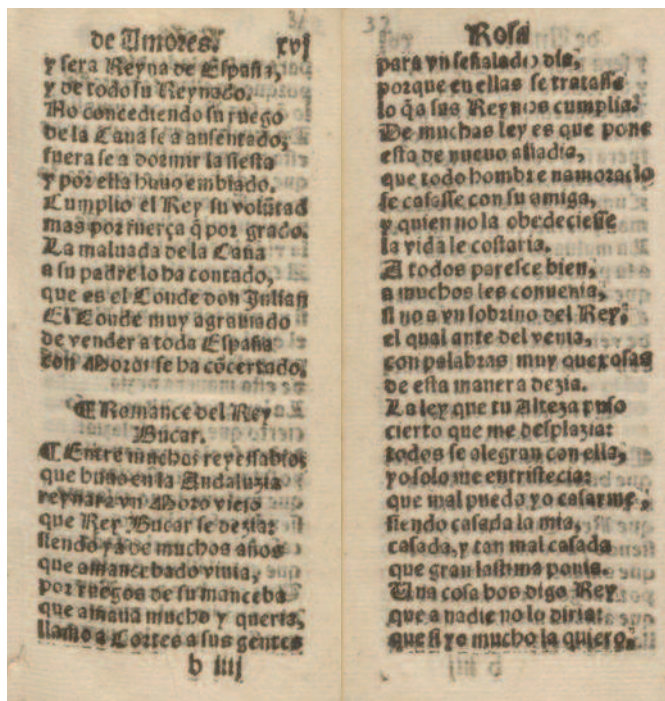 31
de Amores. xvj
y sera Reyna de España,
y de todo su Reynado.
No concediendo su ruego
de la Caua se a ausentado,
fuera se a dormir la siesta
y por ella huuo embiado.
Cumplio el Rey su volũtad
mas por fuerça q̃ por grado.
La maluada de la Caua
a su padre lo ha contado,
que es el Conde don Julian
El Conde muy agrauiado
de vender a toda España
con Moros se ha cõcertado.
¶ Romance del Rey
Bucar.
¶ Entre muchos reyes sabios
que huuo en la Andaluzia
reynara vn Moro viejo
que Rey Bucar se dezia:
siendo ya de muchos años
que amancebado viuia,
por ruegos de su manceba
que amaua mucho y queria,
llamo a Cortes a sus gentes
b iiij
32
Rosa
para vn señalado dia,
porque en ellas se tratasse
lo q̃ a sus Reynos cumplia.
De muchas leyes que pone
esta de nueuo añadia,
que todo hombre namorado
se casasse con su amiga,
y quien no la obedeciesse
la vida le costaria.
A todos paresce bien,
a muchos les conuenia,
si no a vn sobrino del Rey,
el qual ante del venia,
con palabras muy quexosas
de esta manera dezia.
La ley que tu Alteza puso
cierto que me desplazia:
todos se alegran con ella,
yo solo me entristecia:
que mal puedo yo casarme,
siendo casada la mia,
casada, y tan mal casada
que gran lastima ponia.
Una cosa bos digo Rey
que a nadie no lo diria:
que si yo mucho la quiero,